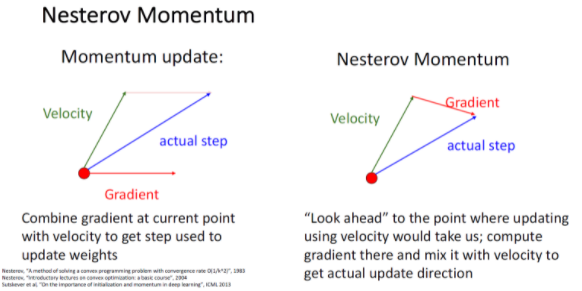 Nesterov Momentum
Momentum update:
Velocity
actual step
Gradient
Combine gradient at current point
with velocity to get step used to
update weights
Nesterov, "A method of solving a convex programming problem with convergence rate O(1/k^2)", 1983
Nesterov, "Introductory lectures on convex optimization: a basic course", 2004
Sutskever et al, "On the importance of initialization and momentum in deep learning", ICML 2013
Nesterov Momentum
Gradient
Velocity
actual step
"Look ahead" to the point where updating
using velocity would take us; compute
gradient there and mix it with velocity to
get actual update direction